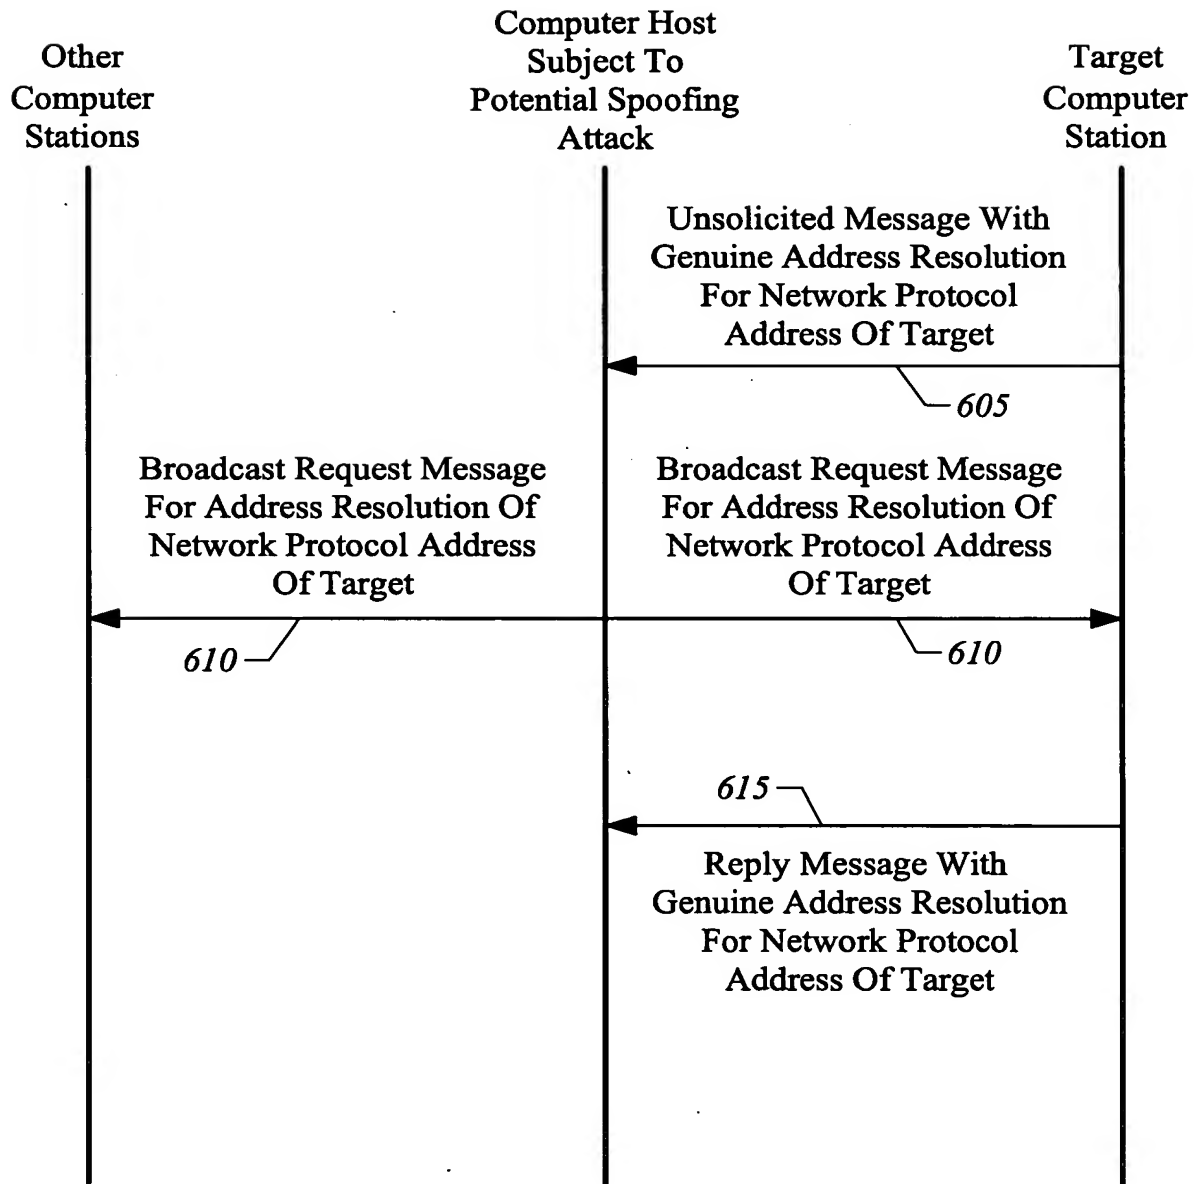 Other
Computer
Stations
Computer Host
Subject To
Potential Spoofing
Attack
Target
Computer
Station
Unsolicited Message With
Genuine Address Resolution
For Network Protocol
Address Of Target
605
Broadcast Request Message
For Address Resolution Of
Network Protocol Address
Of Target
610
Broadcast Request Message
For Address Resolution Of
Network Protocol Address
Of Target
610
615
Reply Message With
Genuine Address Resolution
For Network Protocol
Address Of Target